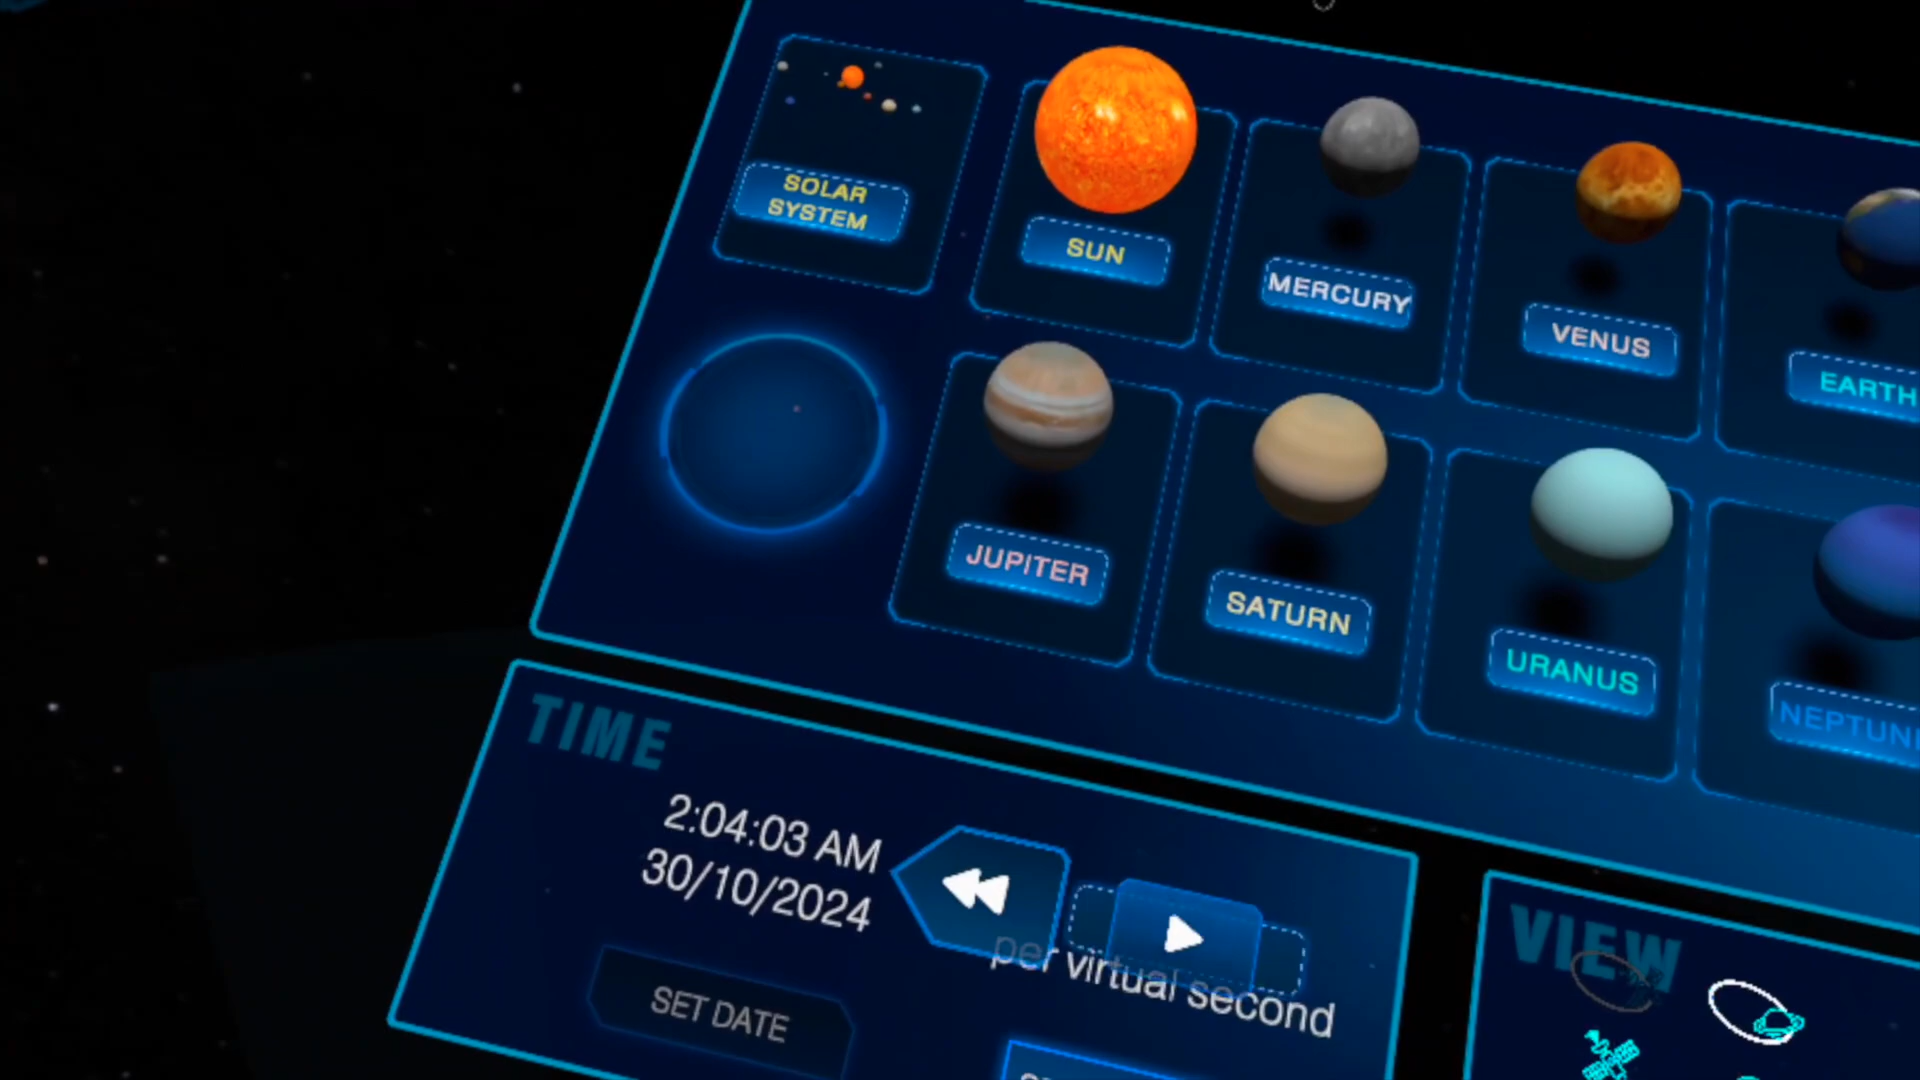 SOLAR
SYSTEM
SUN
MERCURY
VENUS
EARTH
JUPITER
SATURN
URANUS
NEPTUN
TIME
2:04:03 AM
30/10/2024
per virtual second
SET DATE
VIEW